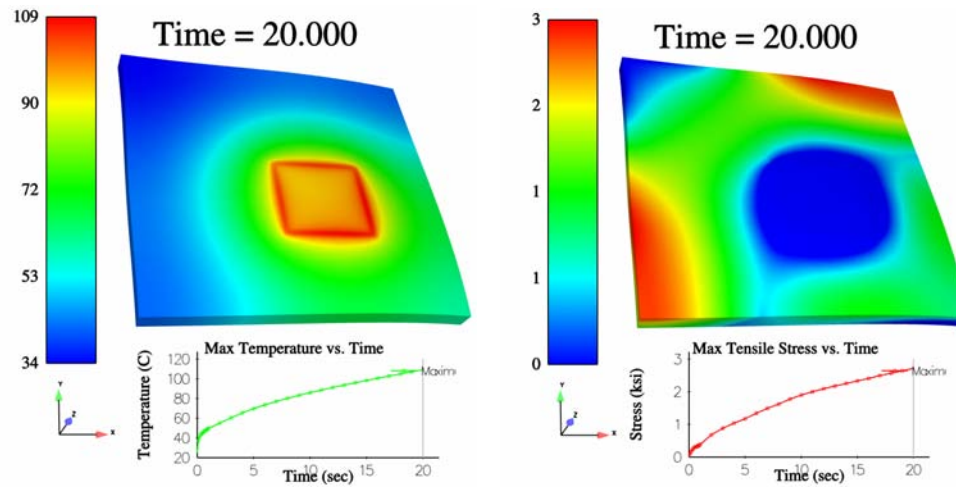 109
90
72
53
34
Time = 20.000
Y
Z
X
Max Temperature vs. Time
Temperature (C)
120
100
80
60
40
20
0
5
10
15
20
Time (sec)
Maxim
3
2
1
1
0
Time = 20.000
Y
Z
X
Max Tensile Stress vs. Time
Stress (ksi)
3
2
1
0
0
5
10
15
20
Time (sec)
Maxim